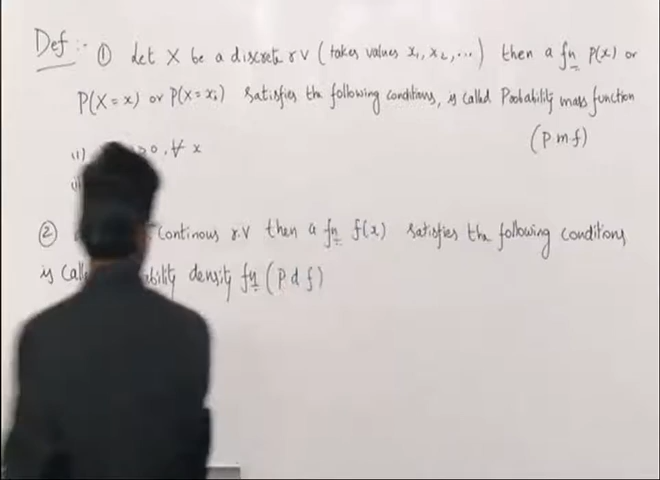 Def :- ① Let X be a discrete r v (takes values x₁, x₂, ...) then a fn p(x) or
P(X = x) or P(X = xᵢ) satisfies the following conditions, is called Probability mass function
(p m f)
≥ 0, ∀ x
② continous r.v then a fn f(x) satisfies the following conditions
is density fn (p d f)